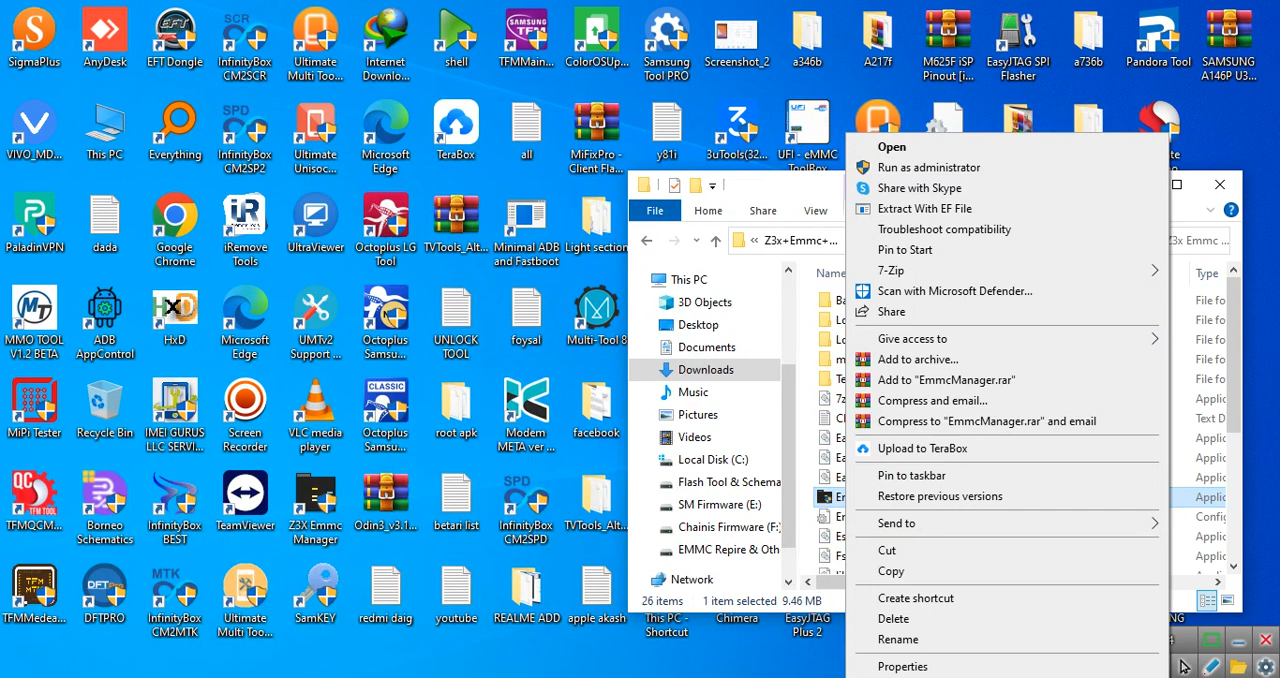 SigmaPlus
AnyDesk
EFT Dongle
InfinityBox
CM2SCR
Ultimate
Multi Too...
Internet
Downlo...
shell
TFMMain...
ColorOSUp...
Samsung
Tool PRO
Screenshot_2
a346b
A217f
M625F iSP
Pinout [i...
EasyJTAG SPI
Flasher
a736b
Pandora Tool
SAMSUNG
A146P U3...
VIVO_MD...
This PC
Everything
InfinityBox
CM2SP2
Ultimate
Unisoc...
Microsoft
Edge
TeraBox
all
MiFixPro -
Client Fla...
y81i
3uTools(32...
UFI - eMMC
ToolBox
PaladinVPN
dada
Google
Chrome
iRemove
Tools
UltraViewer
Octoplus LG
Tool
TVTools_Alt...
Minimal ADB
and Fastboot
Light section
MMO TOOL
V1.2 BETA
ADB
AppControl
HxD
Microsoft
Edge
UMTv2
Support ...
Octoplus
Samsu...
UNLOCK
TOOL
foysal
Multi-Tool 8
MiPi Tester
Recycle Bin
IMEI GURUS
LLC SERVI...
Screen
Recorder
VLC media
player
Octoplus
Samsu...
root apk
Modem
META ver ...
facebook
TFMQCM...
Borneo
Schematics
InfinityBox
BEST
TeamViewer
Z3X Emmc
Manager
Odin3_v3.1...
betari list
InfinityBox
CM2SPD
TVTools_Alt...
TFMMedea...
DFTPRO
InfinityBox
CM2MTK
Ultimate
Multi Too...
SamKEY
redmi daig
youtube
REALME ADD
apple akash
This PC -
Shortcut
Chimera
EasyJTAG
Plus 2
File
Home
Share
View
« Z3x+Emmc+...
Z3x Emmc ...
This PC
3D Objects
Desktop
Documents
Downloads
Music
Pictures
Videos
Local Disk (C:)
Flash Tool & Schema
SM Firmware (E:)
Chainis Firmware (F:
EMMC Repire & Oth
Network
Name
Type
File fo
File fo
File fo
File fo
File fo
Applic
Text D
Applic
Applic
Applic
Applic
Config
Applic
Applic
26 items
1 item selected 9.46 MB
Open
Run as administrator
Share with Skype
Extract With EF File
Troubleshoot compatibility
Pin to Start
7-Zip
Scan with Microsoft Defender...
Share
Give access to
Add to archive...
Add to "EmmcManager.rar"
Compress and email...
Compress to "EmmcManager.rar" and email
Upload to TeraBox
Pin to taskbar
Restore previous versions
Send to
Cut
Copy
Create shortcut
Delete
Rename
Properties